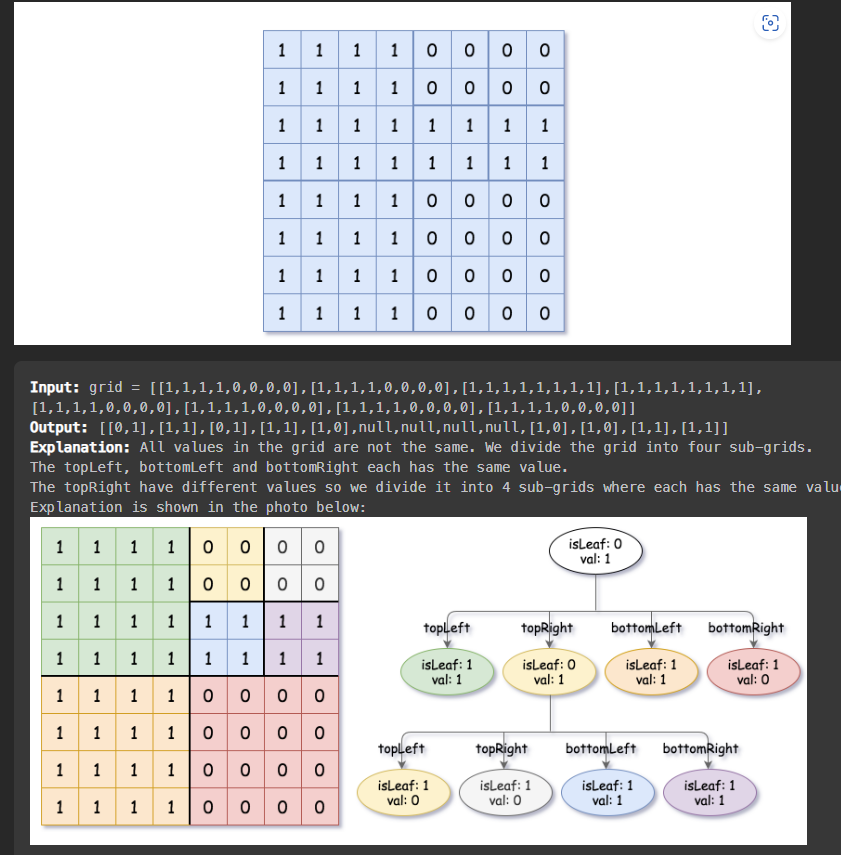 1 1 1 1 0 0 0 0
1 1 1 1 0 0 0 0
1 1 1 1 1 1 1 1
1 1 1 1 1 1 1 1
1 1 1 1 0 0 0 0
1 1 1 1 0 0 0 0
1 1 1 1 0 0 0 0
1 1 1 1 0 0 0 0
Input: grid = [[1,1,1,1,0,0,0,0],[1,1,1,1,0,0,0,0],[1,1,1,1,1,1,1,1],[1,1,1,1,1,1,1,1],
[1,1,1,1,0,0,0,0],[1,1,1,1,0,0,0,0],[1,1,1,1,0,0,0,0],[1,1,1,1,0,0,0,0]]
Output: [[0,1],[1,1],[0,1],[1,1],[1,0],null,null,null,null,[1,0],[1,0],[1,1],[1,1]]
Explanation: All values in the grid are not the same. We divide the grid into four sub-grids.
The topLeft, bottomLeft and bottomRight each has the same value.
The topRight have different values so we divide it into 4 sub-grids where each has the same valu
Explanation is shown in the photo below:
1 1 1 1 0 0 0 0
1 1 1 1 0 0 0 0
1 1 1 1 1 1 1 1
1 1 1 1 1 1 1 1
1 1 1 1 0 0 0 0
1 1 1 1 0 0 0 0
1 1 1 1 0 0 0 0
1 1 1 1 0 0 0 0
isLeaf: 0
val: 1
topLeft topRight bottomLeft bottomRight
isLeaf: 1 isLeaf: 0 isLeaf: 1 isLeaf: 1
val: 1 val: 1 val: 1 val: 0
topLeft topRight bottomLeft bottomRight
isLeaf: 1 isLeaf: 1 isLeaf: 1 isLeaf: 1
val: 0 val: 0 val: 1 val: 1